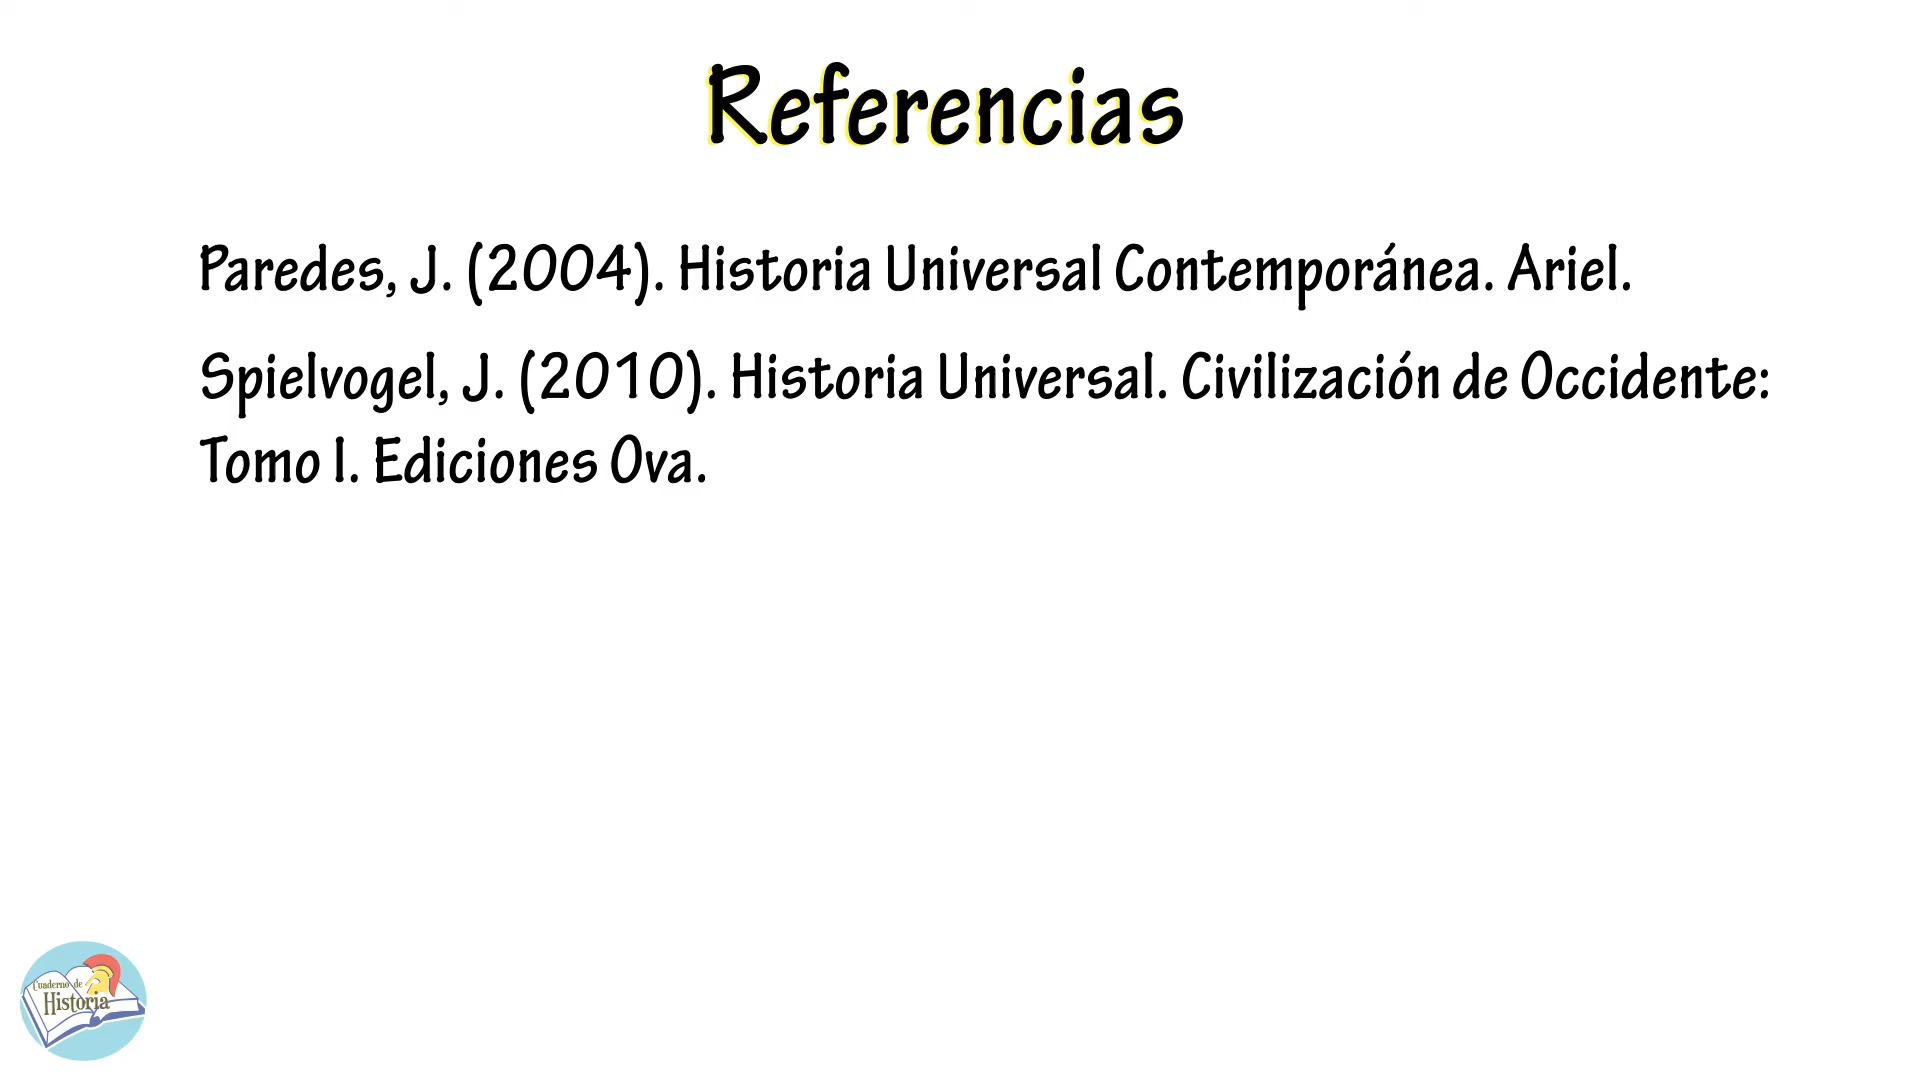 Referencias
Paredes, J. (2004). Historia Universal Contemporánea. Ariel.
Spielvogel, J. (2010). Historia Universal. Civilización de Occidente:
Tomo I. Ediciones Ova.
Cuaderno de
Historia